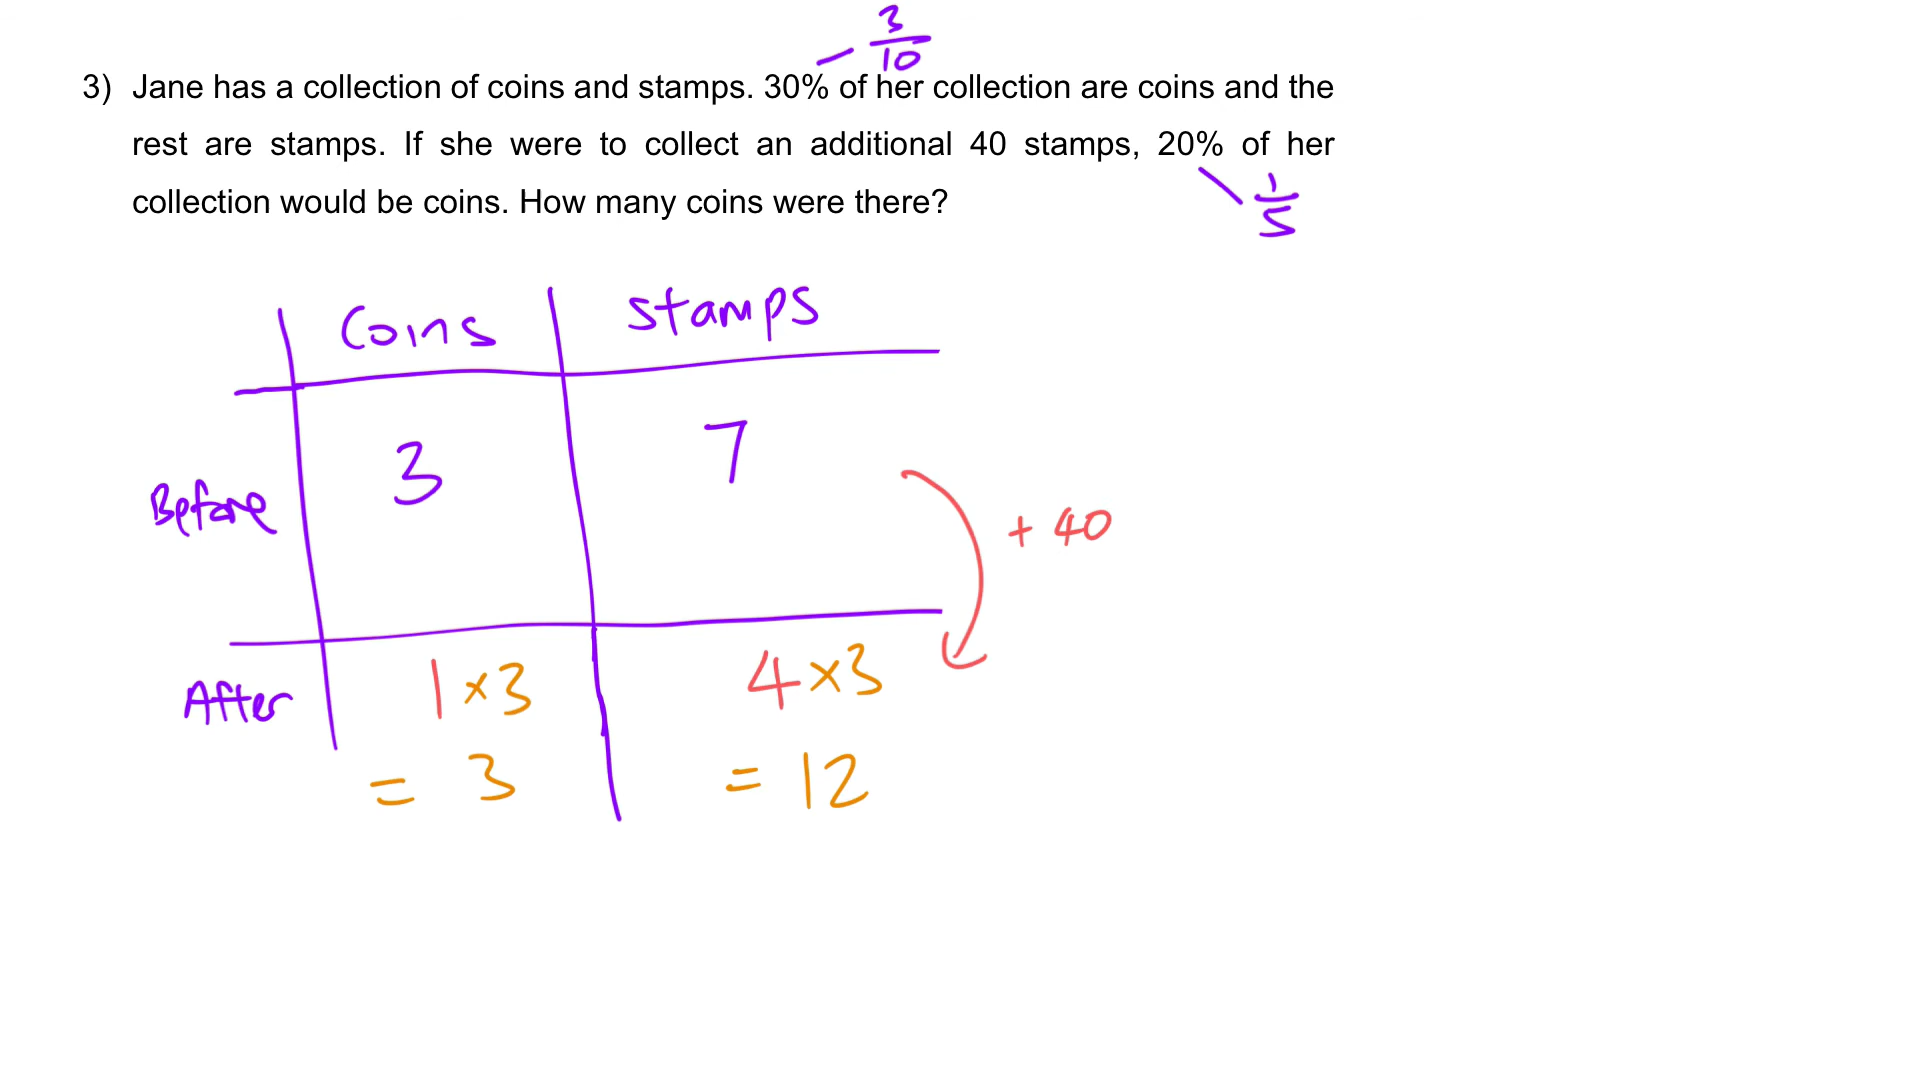 - 3/10
3) Jane has a collection of coins and stamps. 30% of her collection are coins and the
rest are stamps. If she were to collect an additional 40 stamps, 20% of her
collection would be coins. How many coins were there?
1/5
Coins stamps
Before 3 7
+ 40
After 1 × 3 4 × 3
= 3 = 12